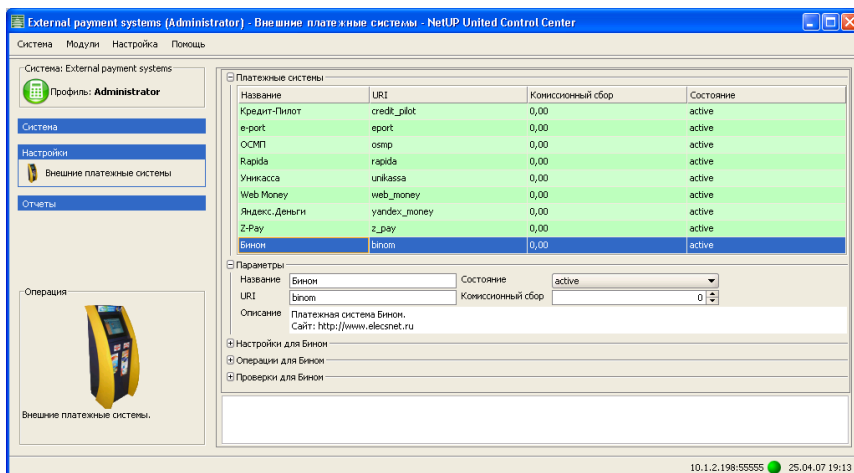 External payment systems (Administrator) - Внешние платежные системы - NetUP United Control Center
Система Модули Настройка Помощь
Система: External payment systems
Профиль: Administrator
Система
Настройки
Внешние платежные системы
Отчеты
Операция
Внешние платежные системы.
Платежные системы
Название URI Комиссионный сбор Состояние
Кредит-Пилот credit_pilot 0,00 active
e-port eport 0,00 active
ОСМП osmp 0,00 active
Rapida rapida 0,00 active
Уникасса unikassa 0,00 active
Web Money web_money 0,00 active
Яндекс.Деньги yandex_money 0,00 active
Z-Pay z_pay 0,00 active
Бином binom 0,00 active
Параметры
Название Бином Состояние active
URI binom Комиссионный сбор 0
Описание Платежная система Бином.
Сайт: http://www.elecsnet.ru
Настройки для Бином
Операции для Бином
Проверки для Бином
10.1.2.198:55555 25.04.07 19:13